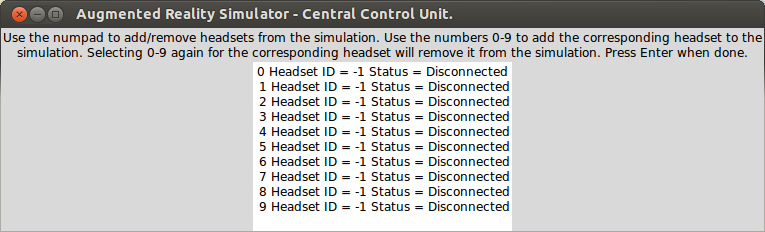 Augmented Reality Simulator - Central Control Unit.
Use the numpad to add/remove headsets from the simulation. Use the numbers 0-9 to add the corresponding headset to the
simulation. Selecting 0-9 again for the corresponding headset will remove it from the simulation. Press Enter when done.
0 Headset ID = -1 Status = Disconnected
1 Headset ID = -1 Status = Disconnected
2 Headset ID = -1 Status = Disconnected
3 Headset ID = -1 Status = Disconnected
4 Headset ID = -1 Status = Disconnected
5 Headset ID = -1 Status = Disconnected
6 Headset ID = -1 Status = Disconnected
7 Headset ID = -1 Status = Disconnected
8 Headset ID = -1 Status = Disconnected
9 Headset ID = -1 Status = Disconnected